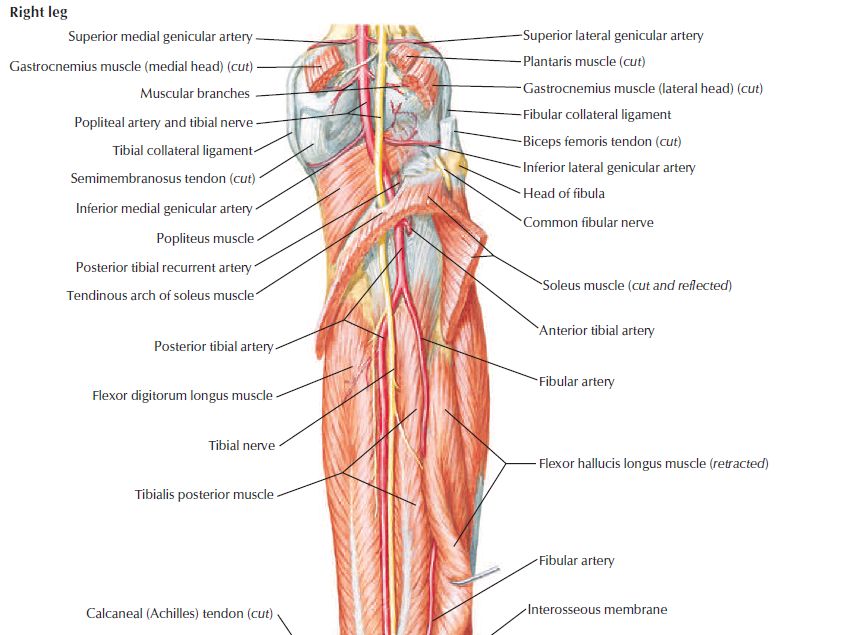 Right leg
Superior medial genicular artery
Gastrocnemius muscle (medial head) (cut)
Muscular branches
Popliteal artery and tibial nerve
Tibial collateral ligament
Semimembranosus tendon (cut)
Inferior medial genicular artery
Popliteus muscle
Posterior tibial recurrent artery
Tendinous arch of soleus muscle
Posterior tibial artery
Flexor digitorum longus muscle
Tibial nerve
Tibialis posterior muscle
Calcaneal (Achilles) tendon (cut)
Superior lateral genicular artery
Plantaris muscle (cut)
Gastrocnemius muscle (lateral head) (cut)
Fibular collateral ligament
Biceps femoris tendon (cut)
Inferior lateral genicular artery
Head of fibula
Common fibular nerve
Soleus muscle (cut and reflected)
Anterior tibial artery
Fibular artery
Flexor hallucis longus muscle (retracted)
Fibular artery
Interosseous membrane